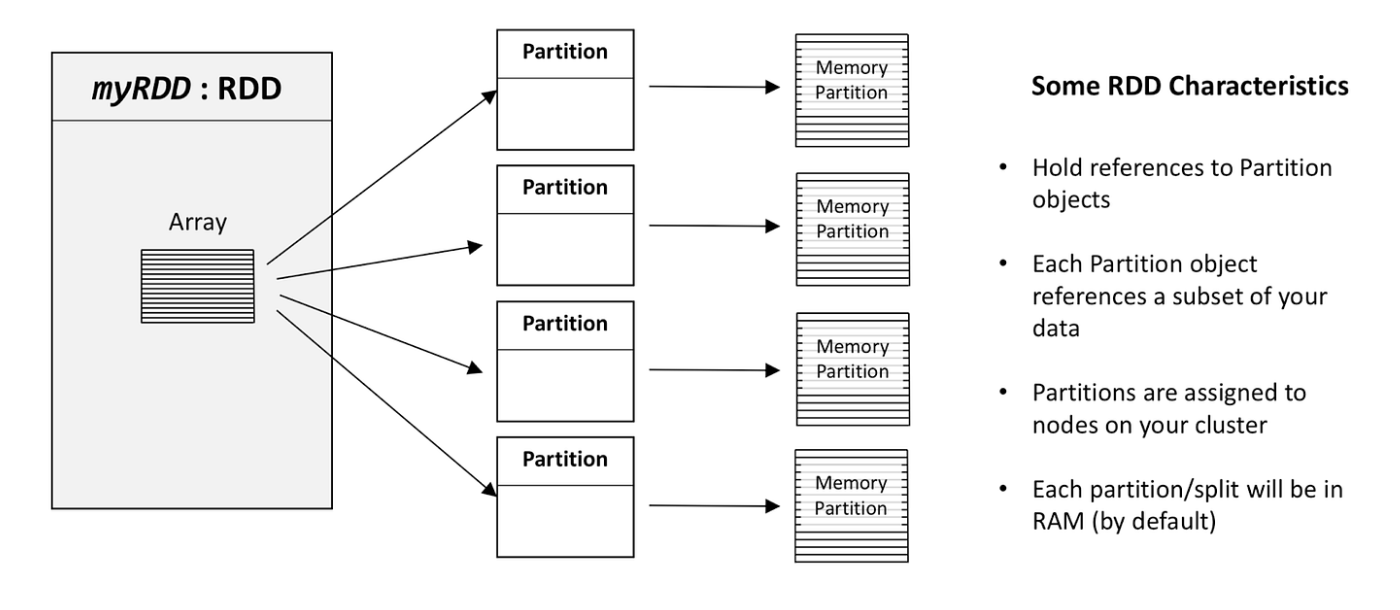 myRDD : RDD
Array
Partition
Memory
Partition
Partition
Memory
Partition
Partition
Memory
Partition
Partition
Memory
Partition
Some RDD Characteristics
• Hold references to Partition
objects
• Each Partition object
references a subset of your
data
• Partitions are assigned to
nodes on your cluster
• Each partition/split will be in
RAM (by default)